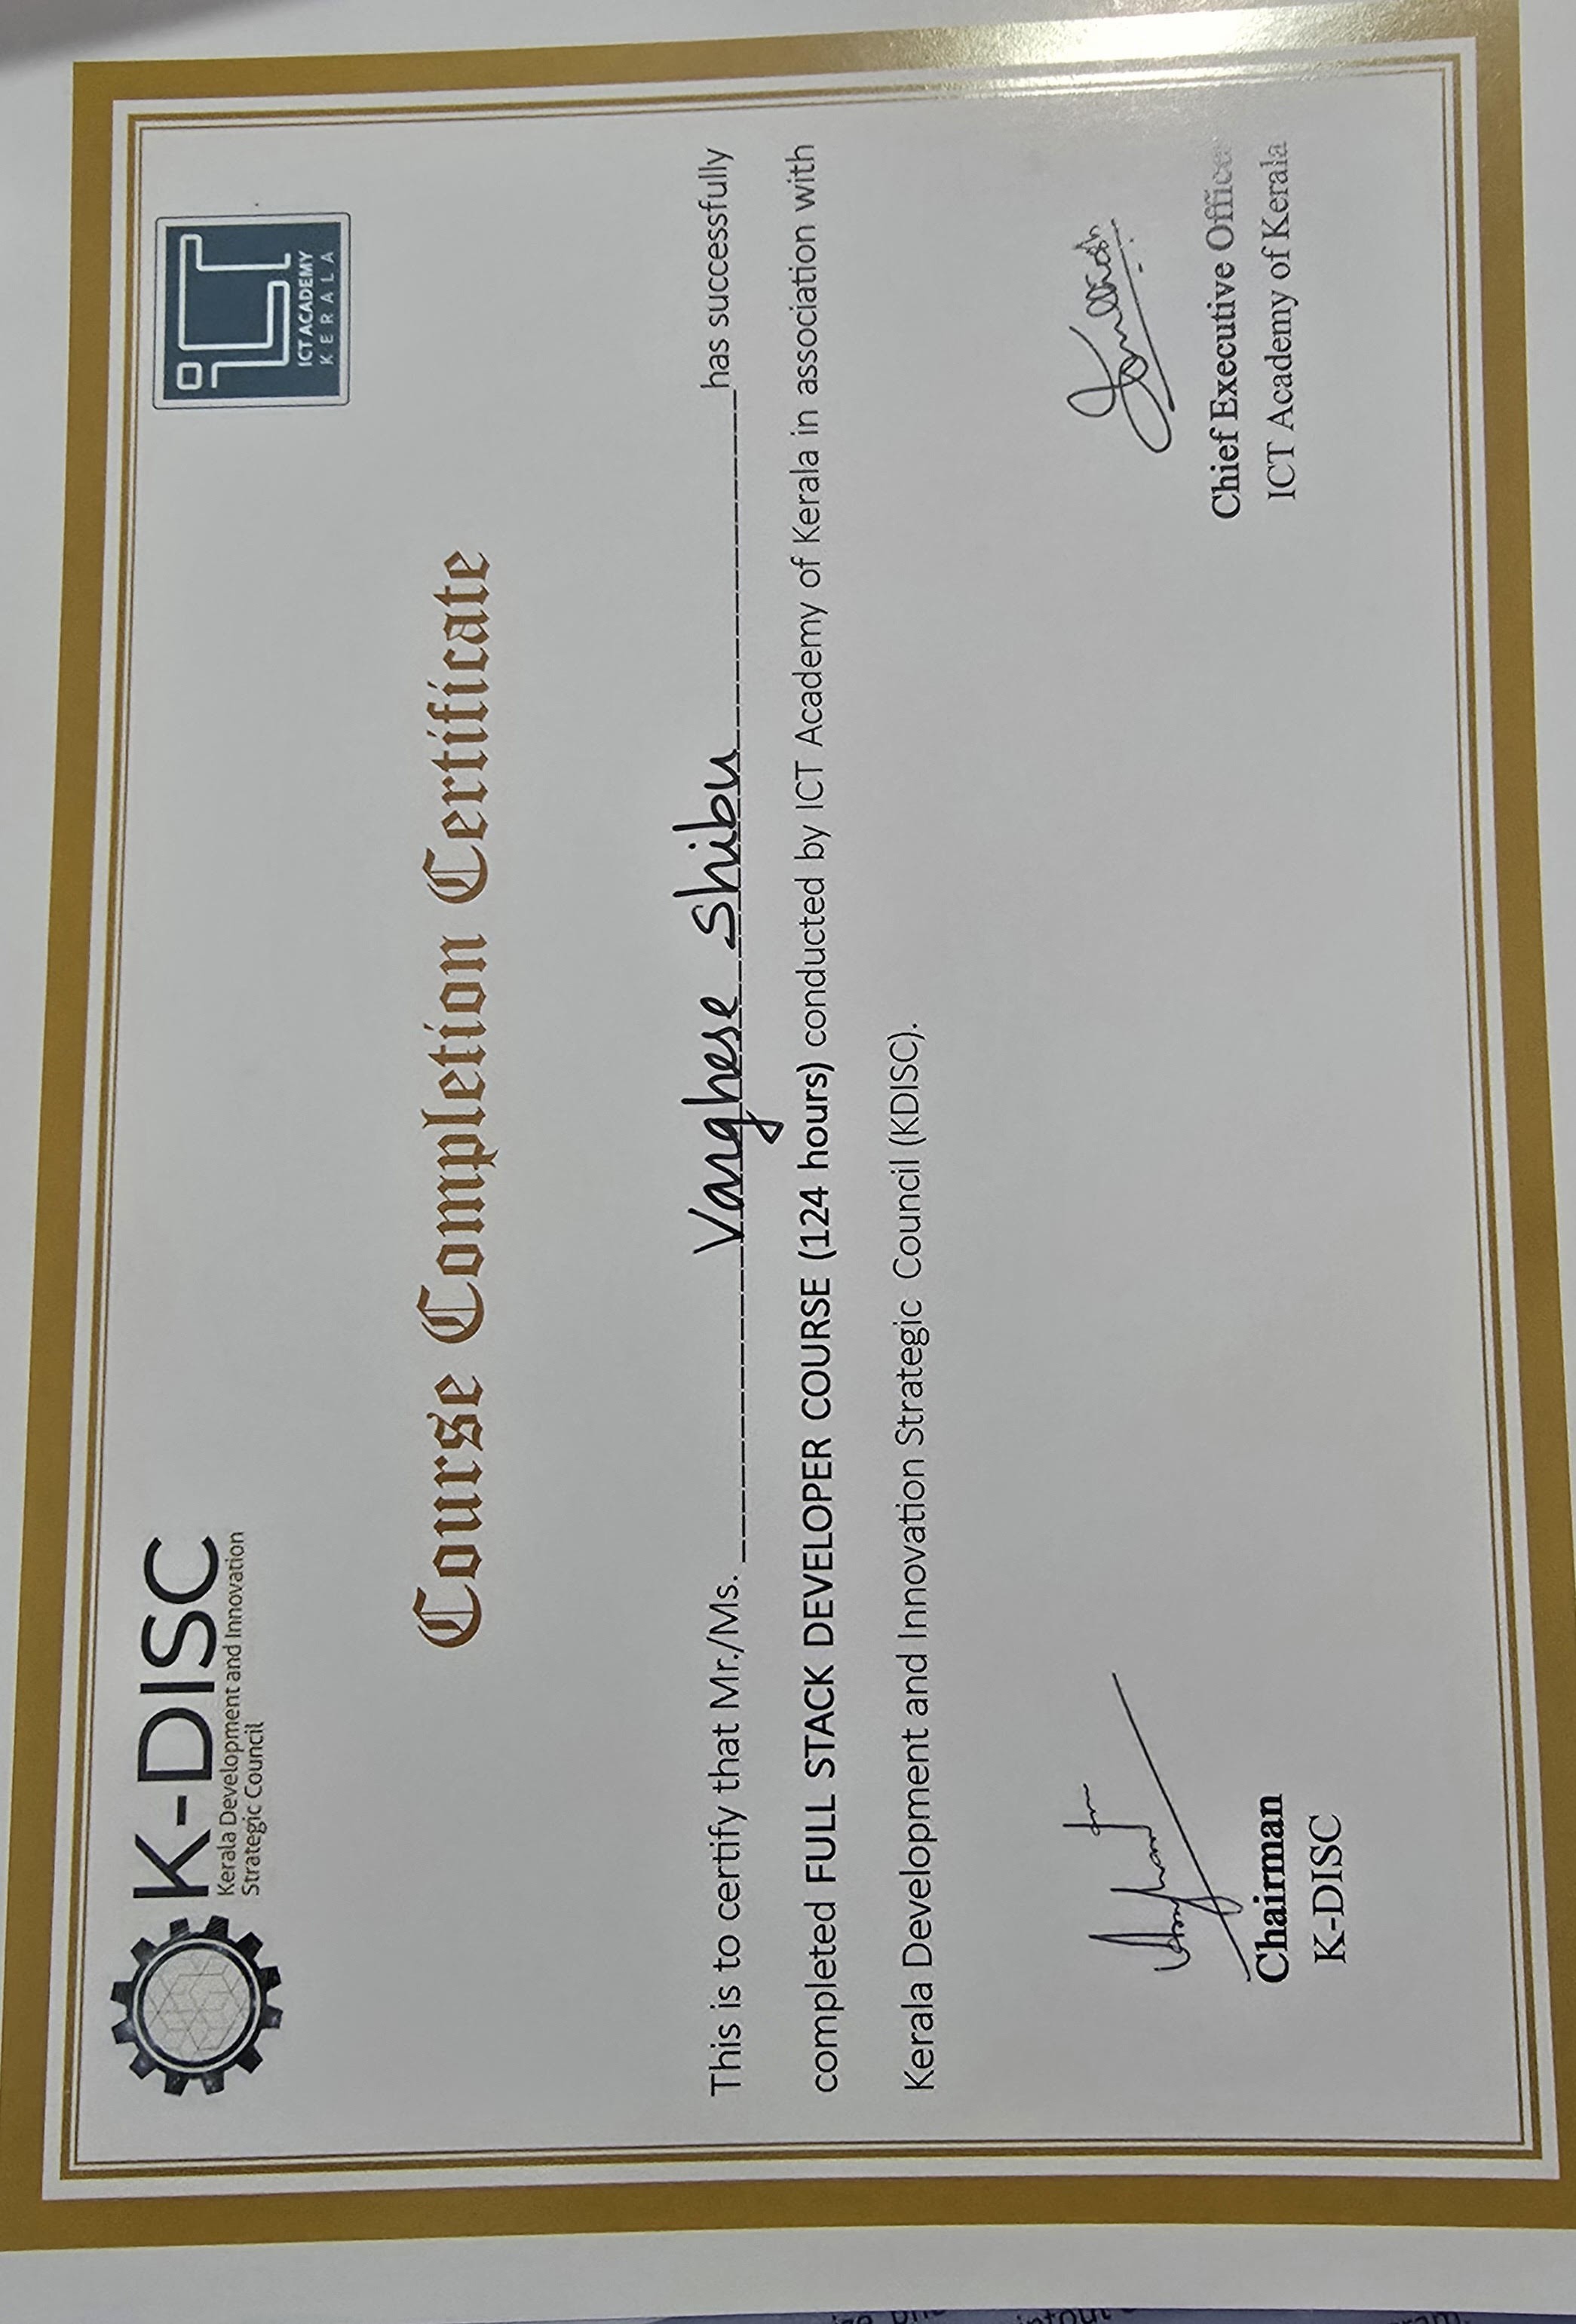 K-DISC
Kerala Development and Innovation
Strategic Council
ICT ACADEMY
KERALA
Course Completion Certificate
This is to certify that Mr./Ms. Varghese Shibu has successfully
completed FULL STACK DEVELOPER COURSE (124 hours) conducted by ICT Academy of Kerala in association with
Kerala Development and Innovation Strategic Council (KDISC).
Chairman
K-DISC
Chief Executive Officer
ICT Academy of Kerala